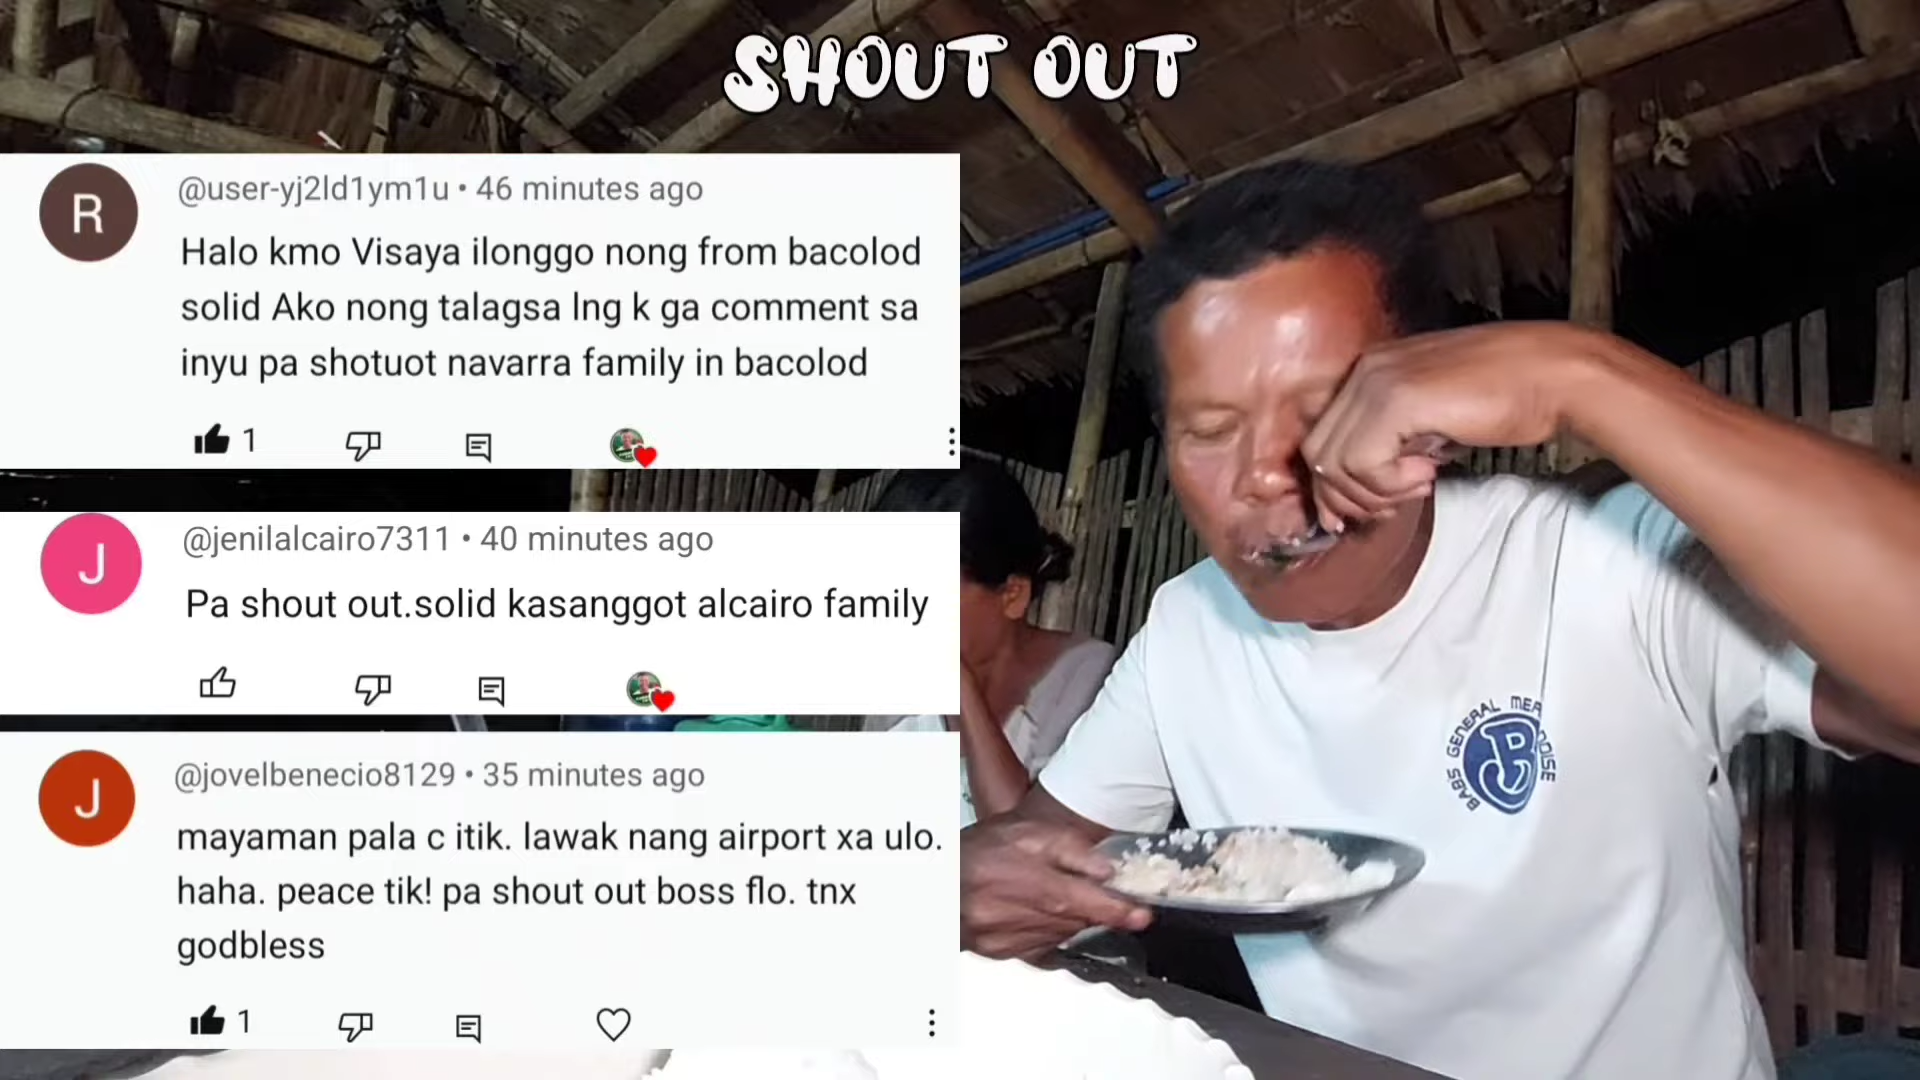 SHOUT OUT
R
@user-yj2ld1ym1u • 46 minutes ago
Halo kmo Visaya ilonggo nong from bacolod
solid Ako nong talagsa lng k ga comment sa
inyu pa shotuot navarra family in bacolod
1
J
@jenilalcairo7311 • 40 minutes ago
Pa shout out.solid kasanggot alcairo family
J
@jovelbenecio8129 • 35 minutes ago
mayaman pala c itik. lawak nang airport xa ulo.
haha. peace tik! pa shout out boss flo. tnx
godbless
1
BABS GENERAL